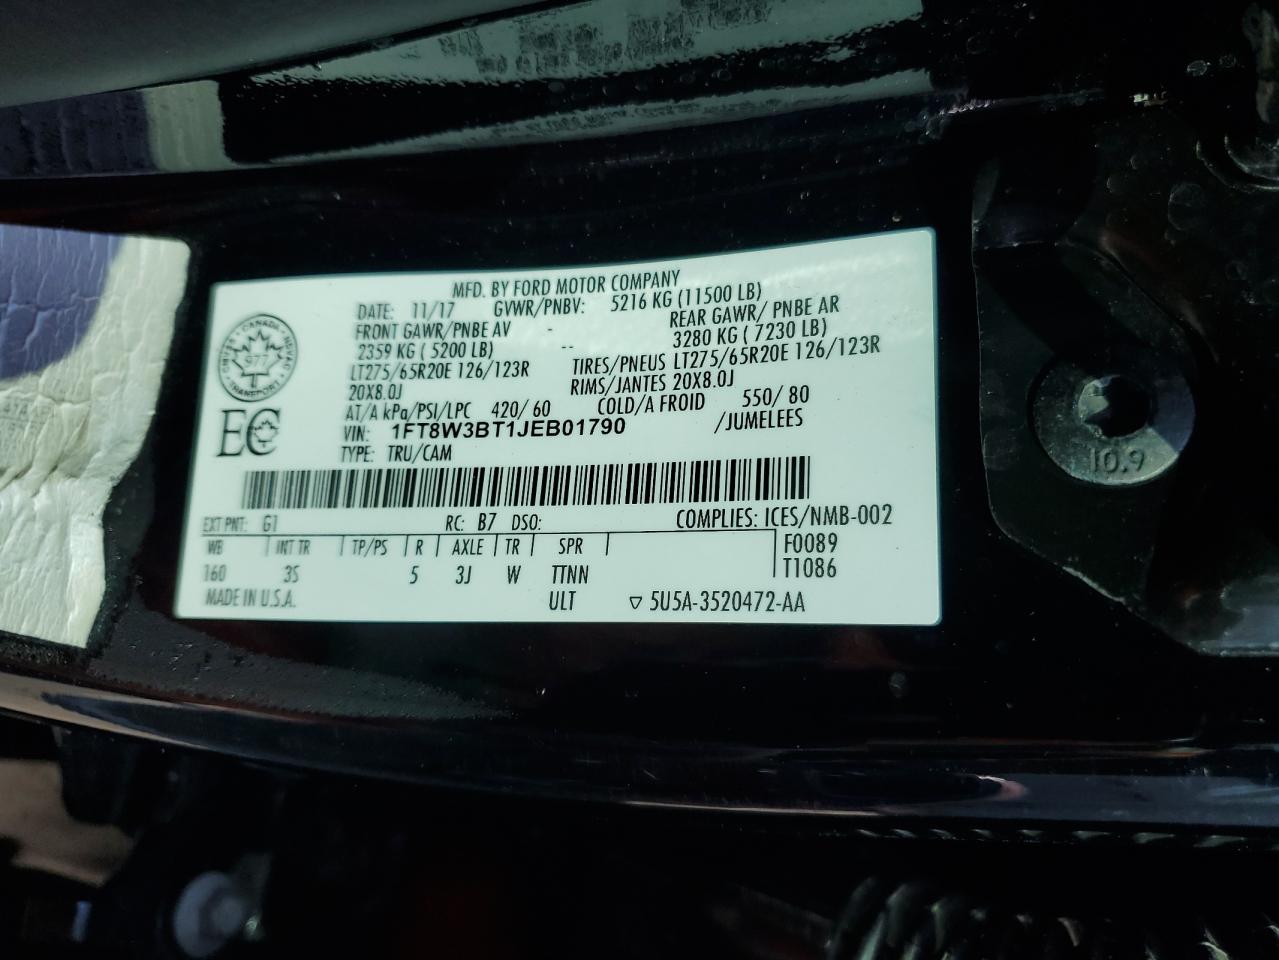 MFD. BY FORD MOTOR COMPANY
DATE: 11/17 GVWR/PNBV: 5216 KG (11500 LB)
FRONT GAWR/PNBE AV - REAR GAWR/ PNBE AR
2359 KG ( 5200 LB) -- 3280 KG ( 7230 LB)
LT275/65R20E 126/123R TIRES/PNEUS LT275/65R20E 126/123R
20X8.0J RIMS/JANTES 20X8.0J
AT/A kPa/PSI/LPC 420/ 60 COLD/A FROID 550/ 80
VIN: 1FT8W3BT1JEB01790 /JUMELEES
TYPE: TRU/CAM
CANADA
TRANSPORT
977
EC
EXT PNT: G1 RC: B7 DSO: COMPLIES: ICES/NMB-002
WB INT TR TP/PS R AXLE TR SPR F0089
160 3S 5 3J W TTNN T1086
MADE IN U.S.A. ULT ▽ 5U5A-3520472-AA
10.9